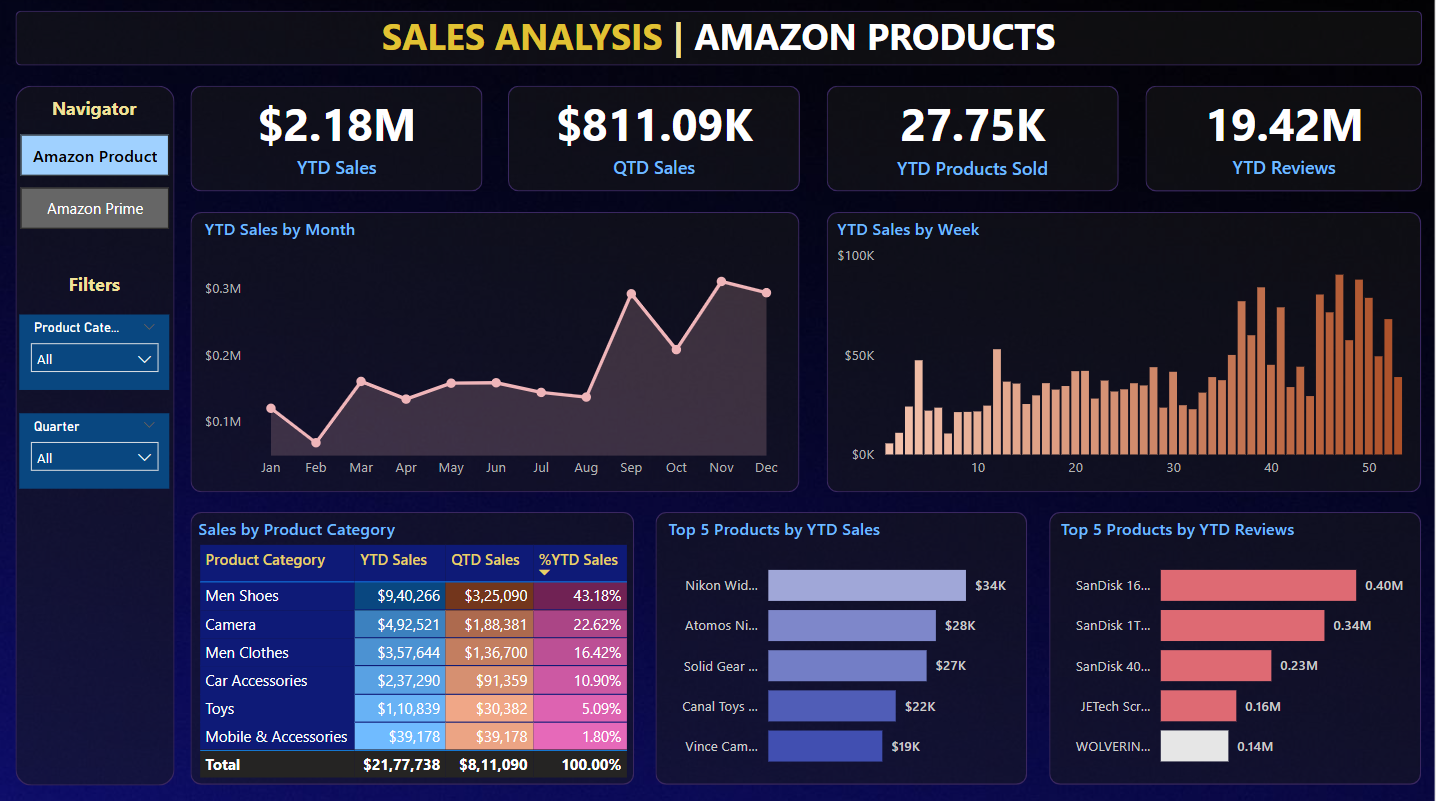 SALES ANALYSIS | AMAZON PRODUCTS
Navigator
Amazon Product
Amazon Prime
Filters
Product Cate...
All
Quarter
All
$2.18M
YTD Sales
$811.09K
QTD Sales
27.75K
YTD Products Sold
19.42M
YTD Reviews
YTD Sales by Month
$0.3M
$0.2M
$0.1M
Jan Feb Mar Apr May Jun Jul Aug Sep Oct Nov Dec
YTD Sales by Week
$100K
$50K
$0K
10 20 30 40 50
Sales by Product Category
Product Category YTD Sales QTD Sales %YTD Sales
Men Shoes $9,40,266 $3,25,090 43.18%
Camera $4,92,521 $1,88,381 22.62%
Men Clothes $3,57,644 $1,36,700 16.42%
Car Accessories $2,37,290 $91,359 10.90%
Toys $1,10,839 $30,382 5.09%
Mobile & Accessories $39,178 $39,178 1.80%
Total $21,77,738 $8,11,090 100.00%
Top 5 Products by YTD Sales
Nikon Wid... $34K
Atomos Ni... $28K
Solid Gear ... $27K
Canal Toys ... $22K
Vince Cam... $19K
Top 5 Products by YTD Reviews
SanDisk 16... 0.40M
SanDisk 1T... 0.34M
SanDisk 40... 0.23M
JETech Scr... 0.16M
WOLVERIN... 0.14M